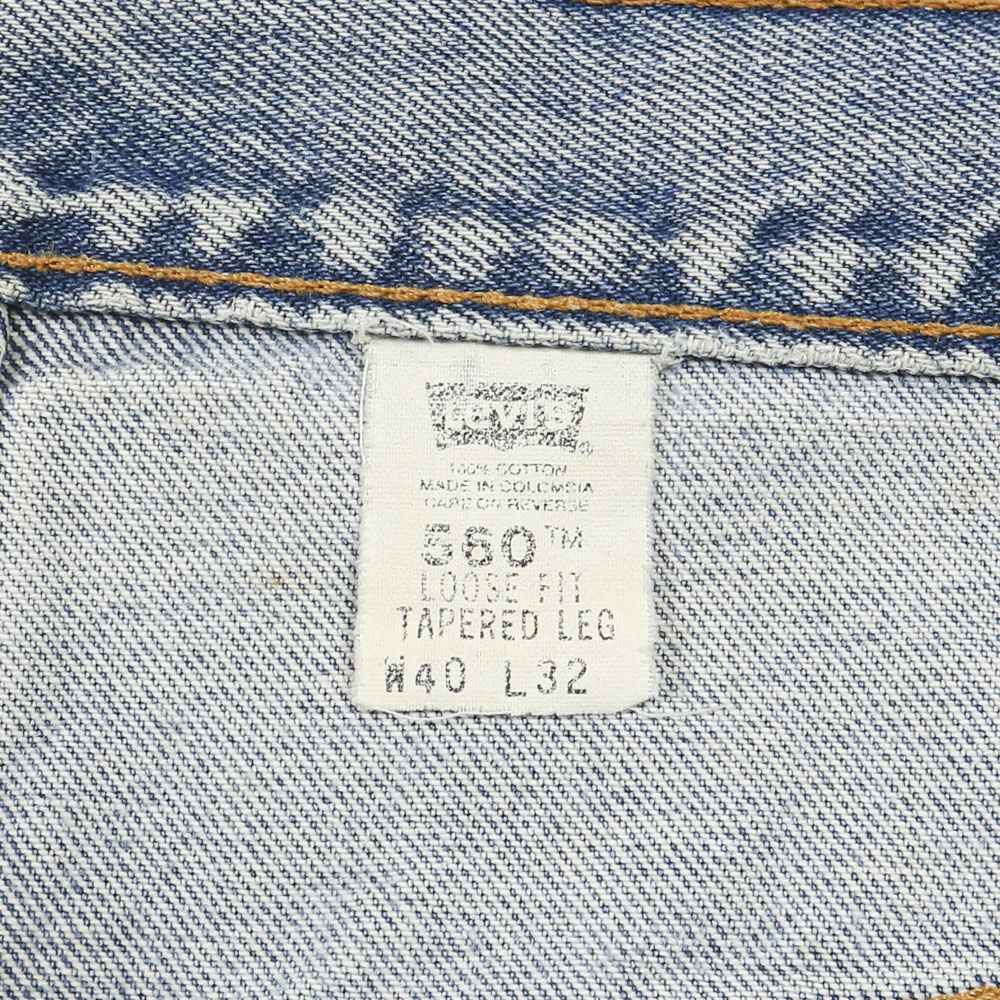 Levi's®
100% COTTON
MADE IN COLOMBIA
CARE ON REVERSE
560™
LOOSE FIT
TAPERED LEG
W40 L32